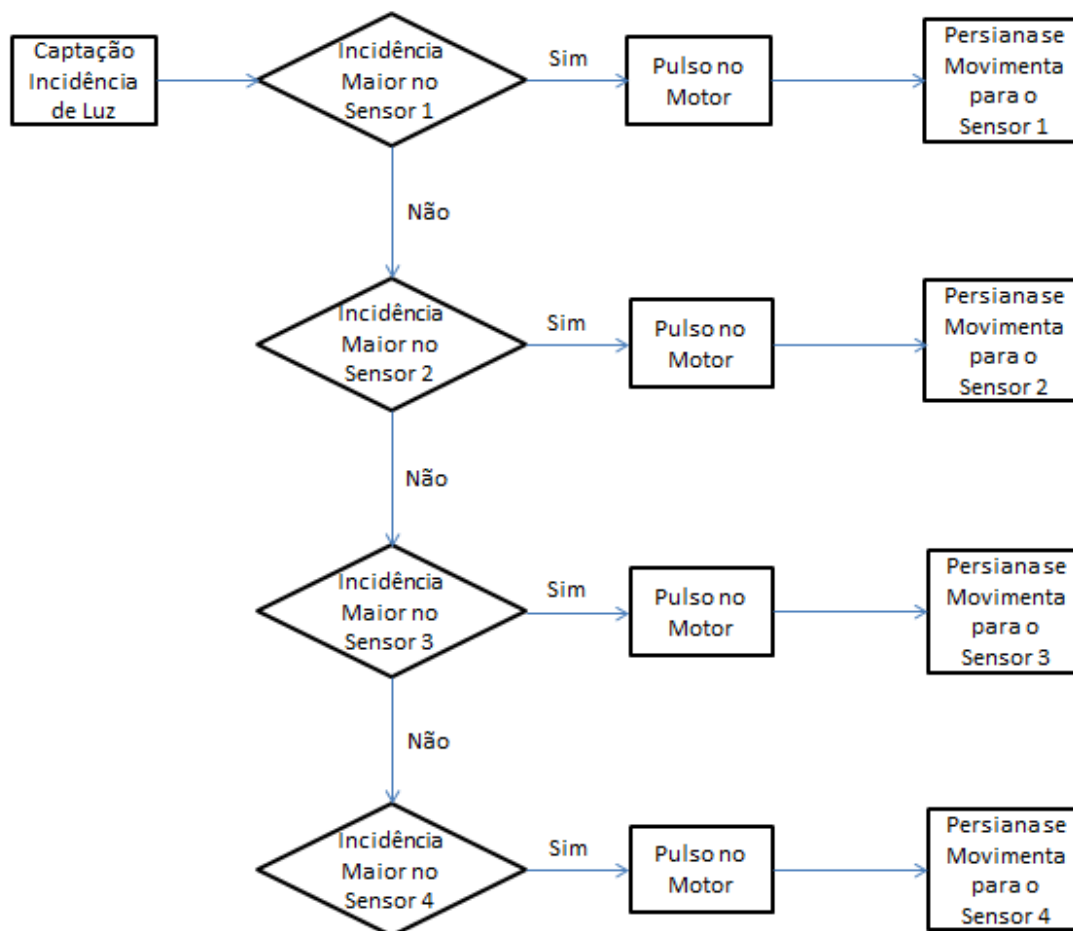 Captação
Incidência
de Luz
Incidência
Maior no
Sensor 1
Sim
Pulso no
Motor
Persiana se
Movimenta
para o
Sensor 1
Não
Incidência
Maior no
Sensor 2
Sim
Pulso no
Motor
Persiana se
Movimenta
para o
Sensor 2
Não
Incidência
Maior no
Sensor 3
Sim
Pulso no
Motor
Persiana se
Movimenta
para o
Sensor 3
Não
Incidência
Maior no
Sensor 4
Sim
Pulso no
Motor
Persiana se
Movimenta
para o
Sensor 4